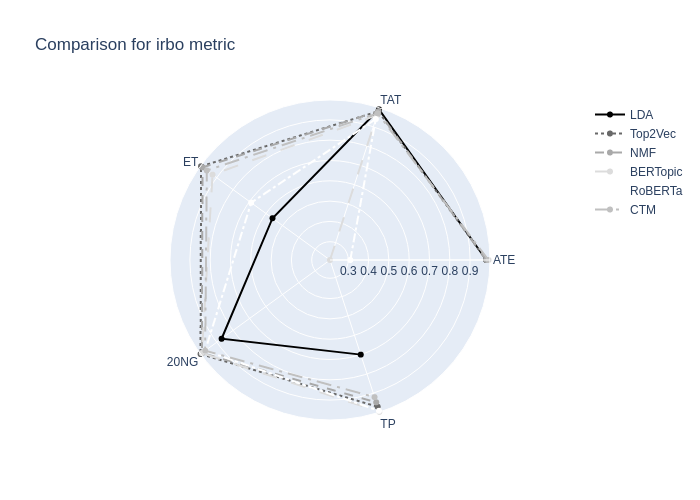 Comparison for irbo metric
TAT
ET
ATE
20NG
TP
0.3 0.4 0.5 0.6 0.7 0.8 0.9
LDA
Top2Vec
NMF
BERTopic
RoBERTa
CTM